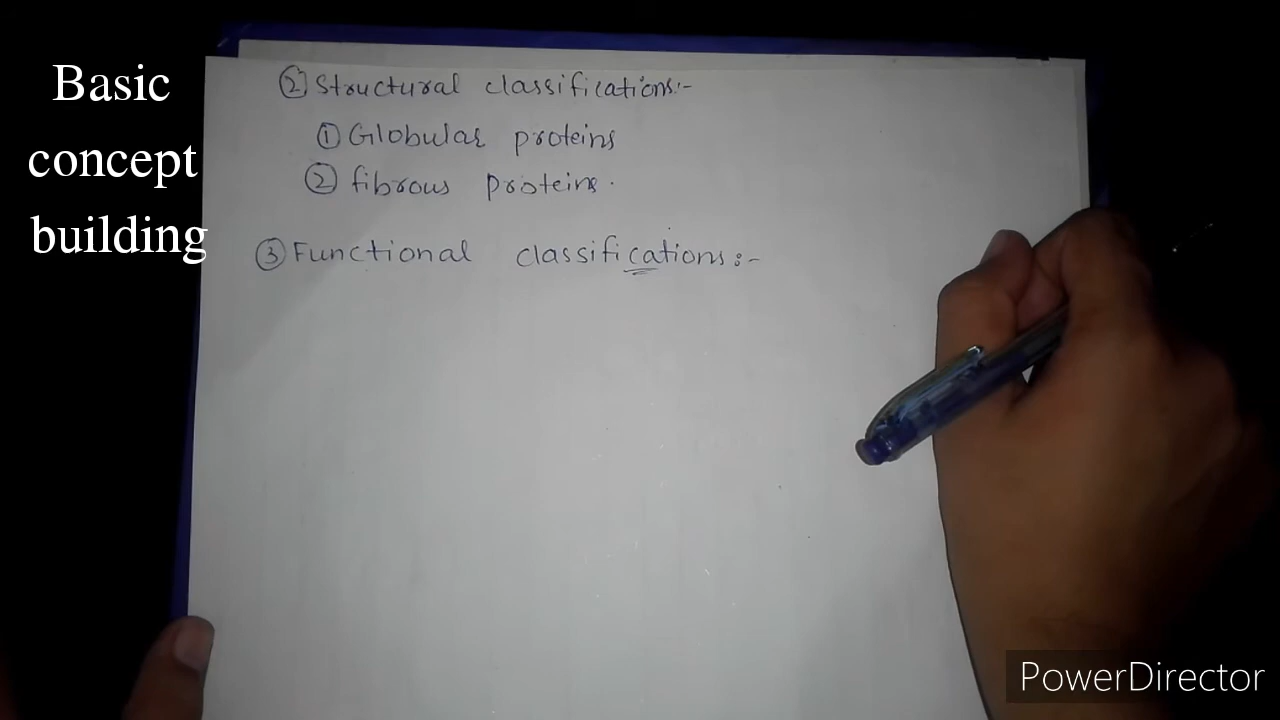 Basic
concept
building
② Structural classifications:-
① Globular proteins
② fibrous proteins.
③ Functional classifications:-
PowerDirector